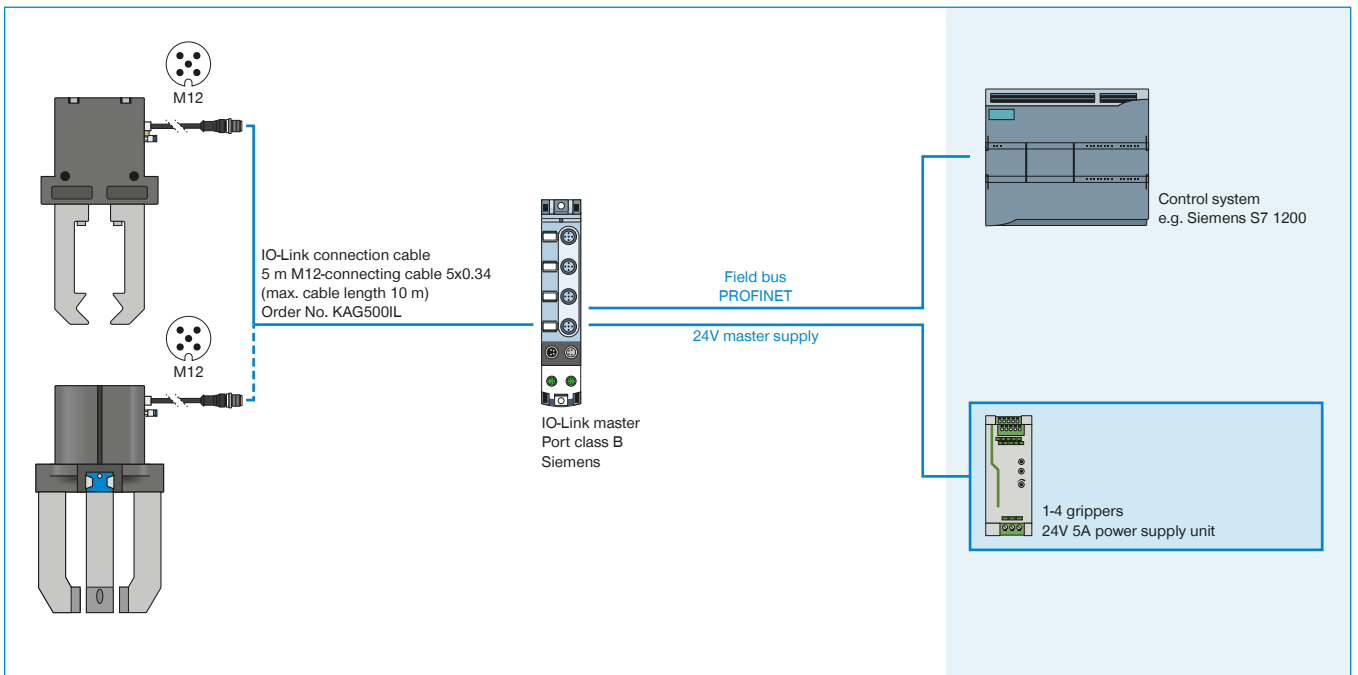 M12
IO-Link connection cable
5 m M12-connecting cable 5x0.34
(max. cable length 10 m)
Order No. KAG500IL
M12
IO-Link master
Port class B
Siemens
Field bus
PROFINET
24V master supply
Control system
e.g. Siemens S7 1200
1-4 grippers
24V 5A power supply unit